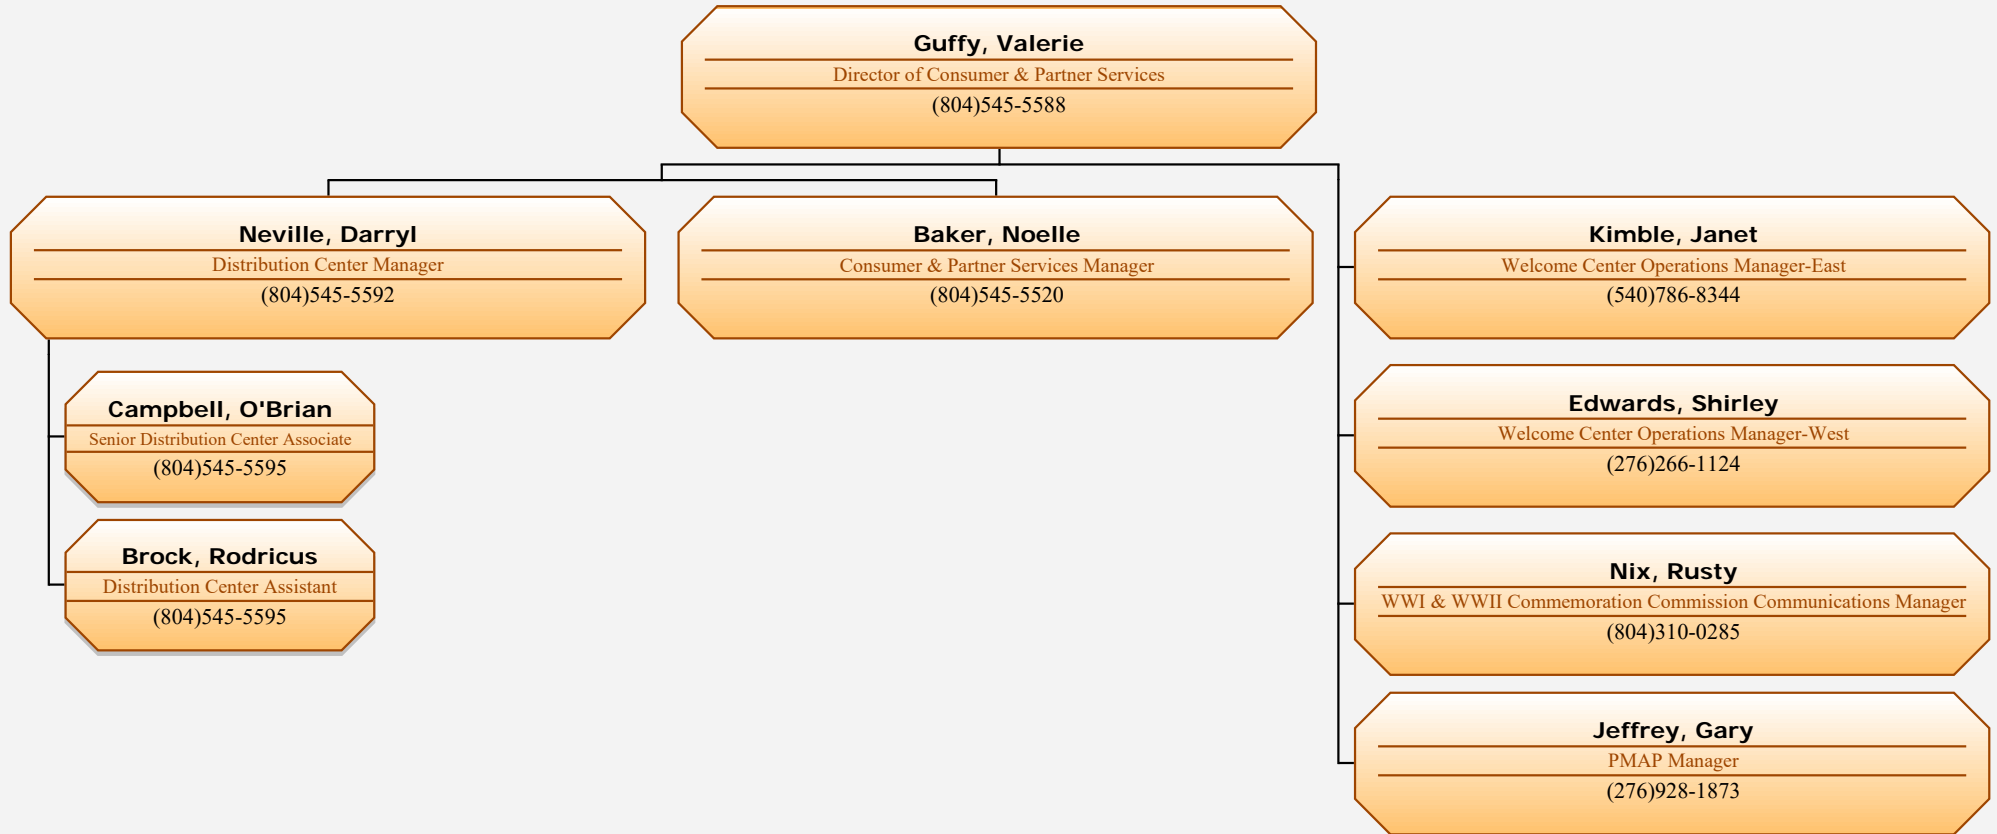 Guffy, Valerie
Director of Consumer & Partner Services
(804)545-5588
Neville, Darryl
Distribution Center Manager
(804)545-5592
Baker, Noelle
Consumer & Partner Services Manager
(804)545-5520
Kimble, Janet
Welcome Center Operations Manager-East
(540)786-8344
Campbell, O'Brian
Senior Distribution Center Associate
(804)545-5595
Brock, Rodricus
Distribution Center Assistant
(804)545-5595
Edwards, Shirley
Welcome Center Operations Manager-West
(276)266-1124
Nix, Rusty
WWI & WWII Commemoration Commission Communications Manager
(804)310-0285
Jeffrey, Gary
PMAP Manager
(276)928-1873